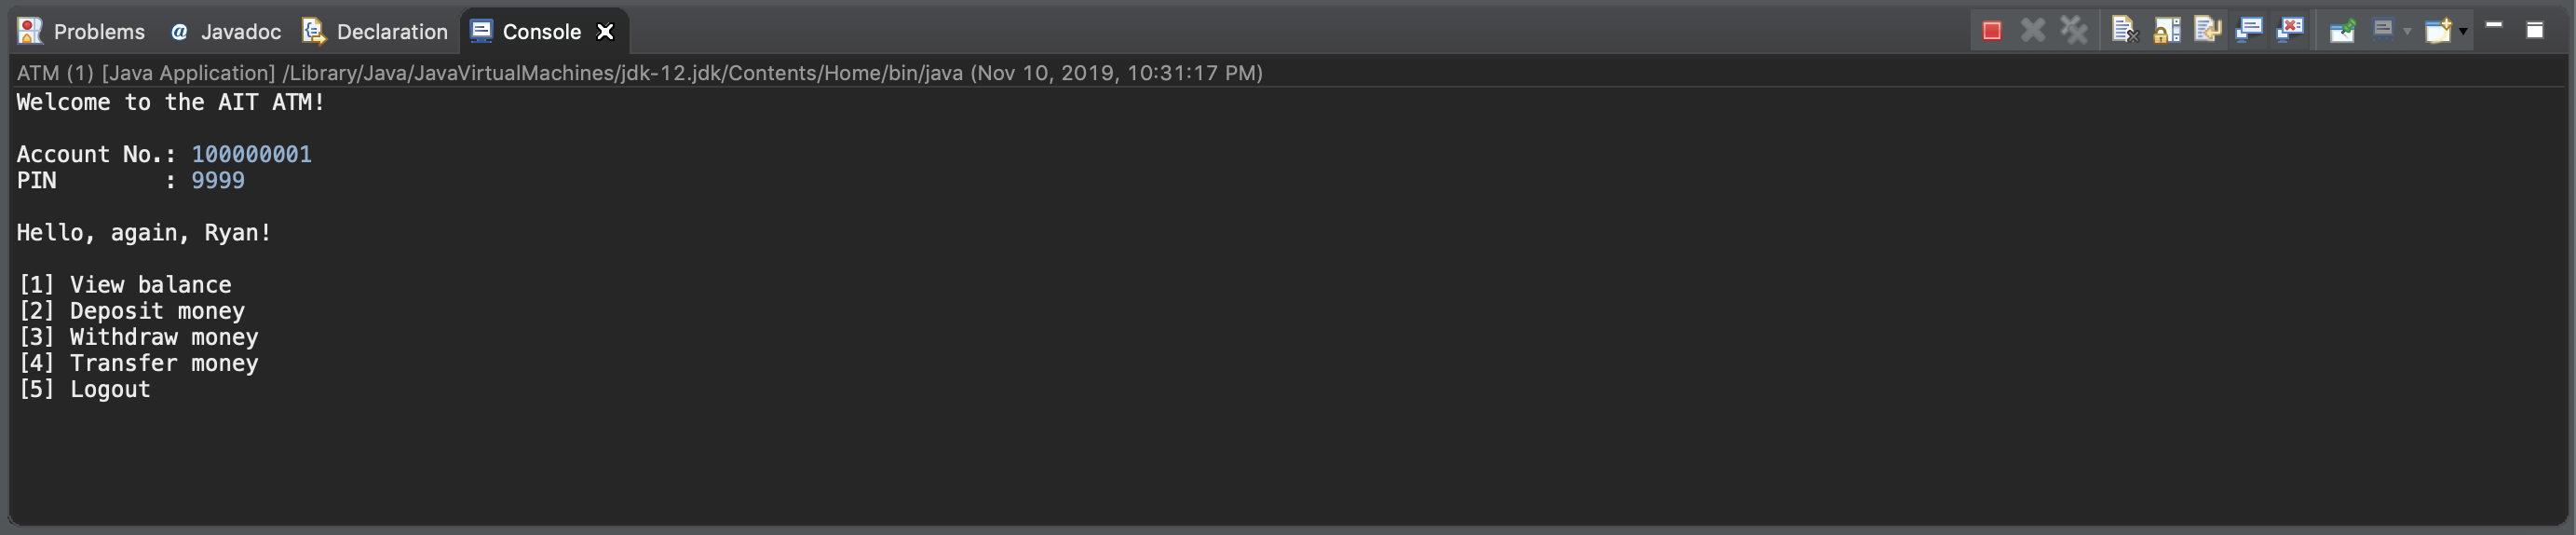 Problems @ Javadoc Declaration Console
ATM (1) [Java Application] /Library/Java/JavaVirtualMachines/jdk-12.jdk/Contents/Home/bin/java (Nov 10, 2019, 10:31:17 PM)
Welcome to the AIT ATM!
Account No.: 100000001
PIN        : 9999
Hello, again, Ryan!
[1] View balance
[2] Deposit money
[3] Withdraw money
[4] Transfer money
[5] Logout